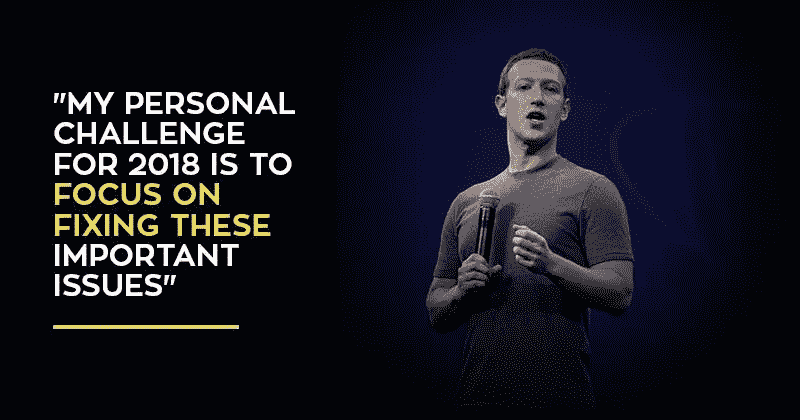 "MY PERSONAL
CHALLENGE
FOR 2018 IS TO
FOCUS ON
FIXING THESE
IMPORTANT
ISSUES"